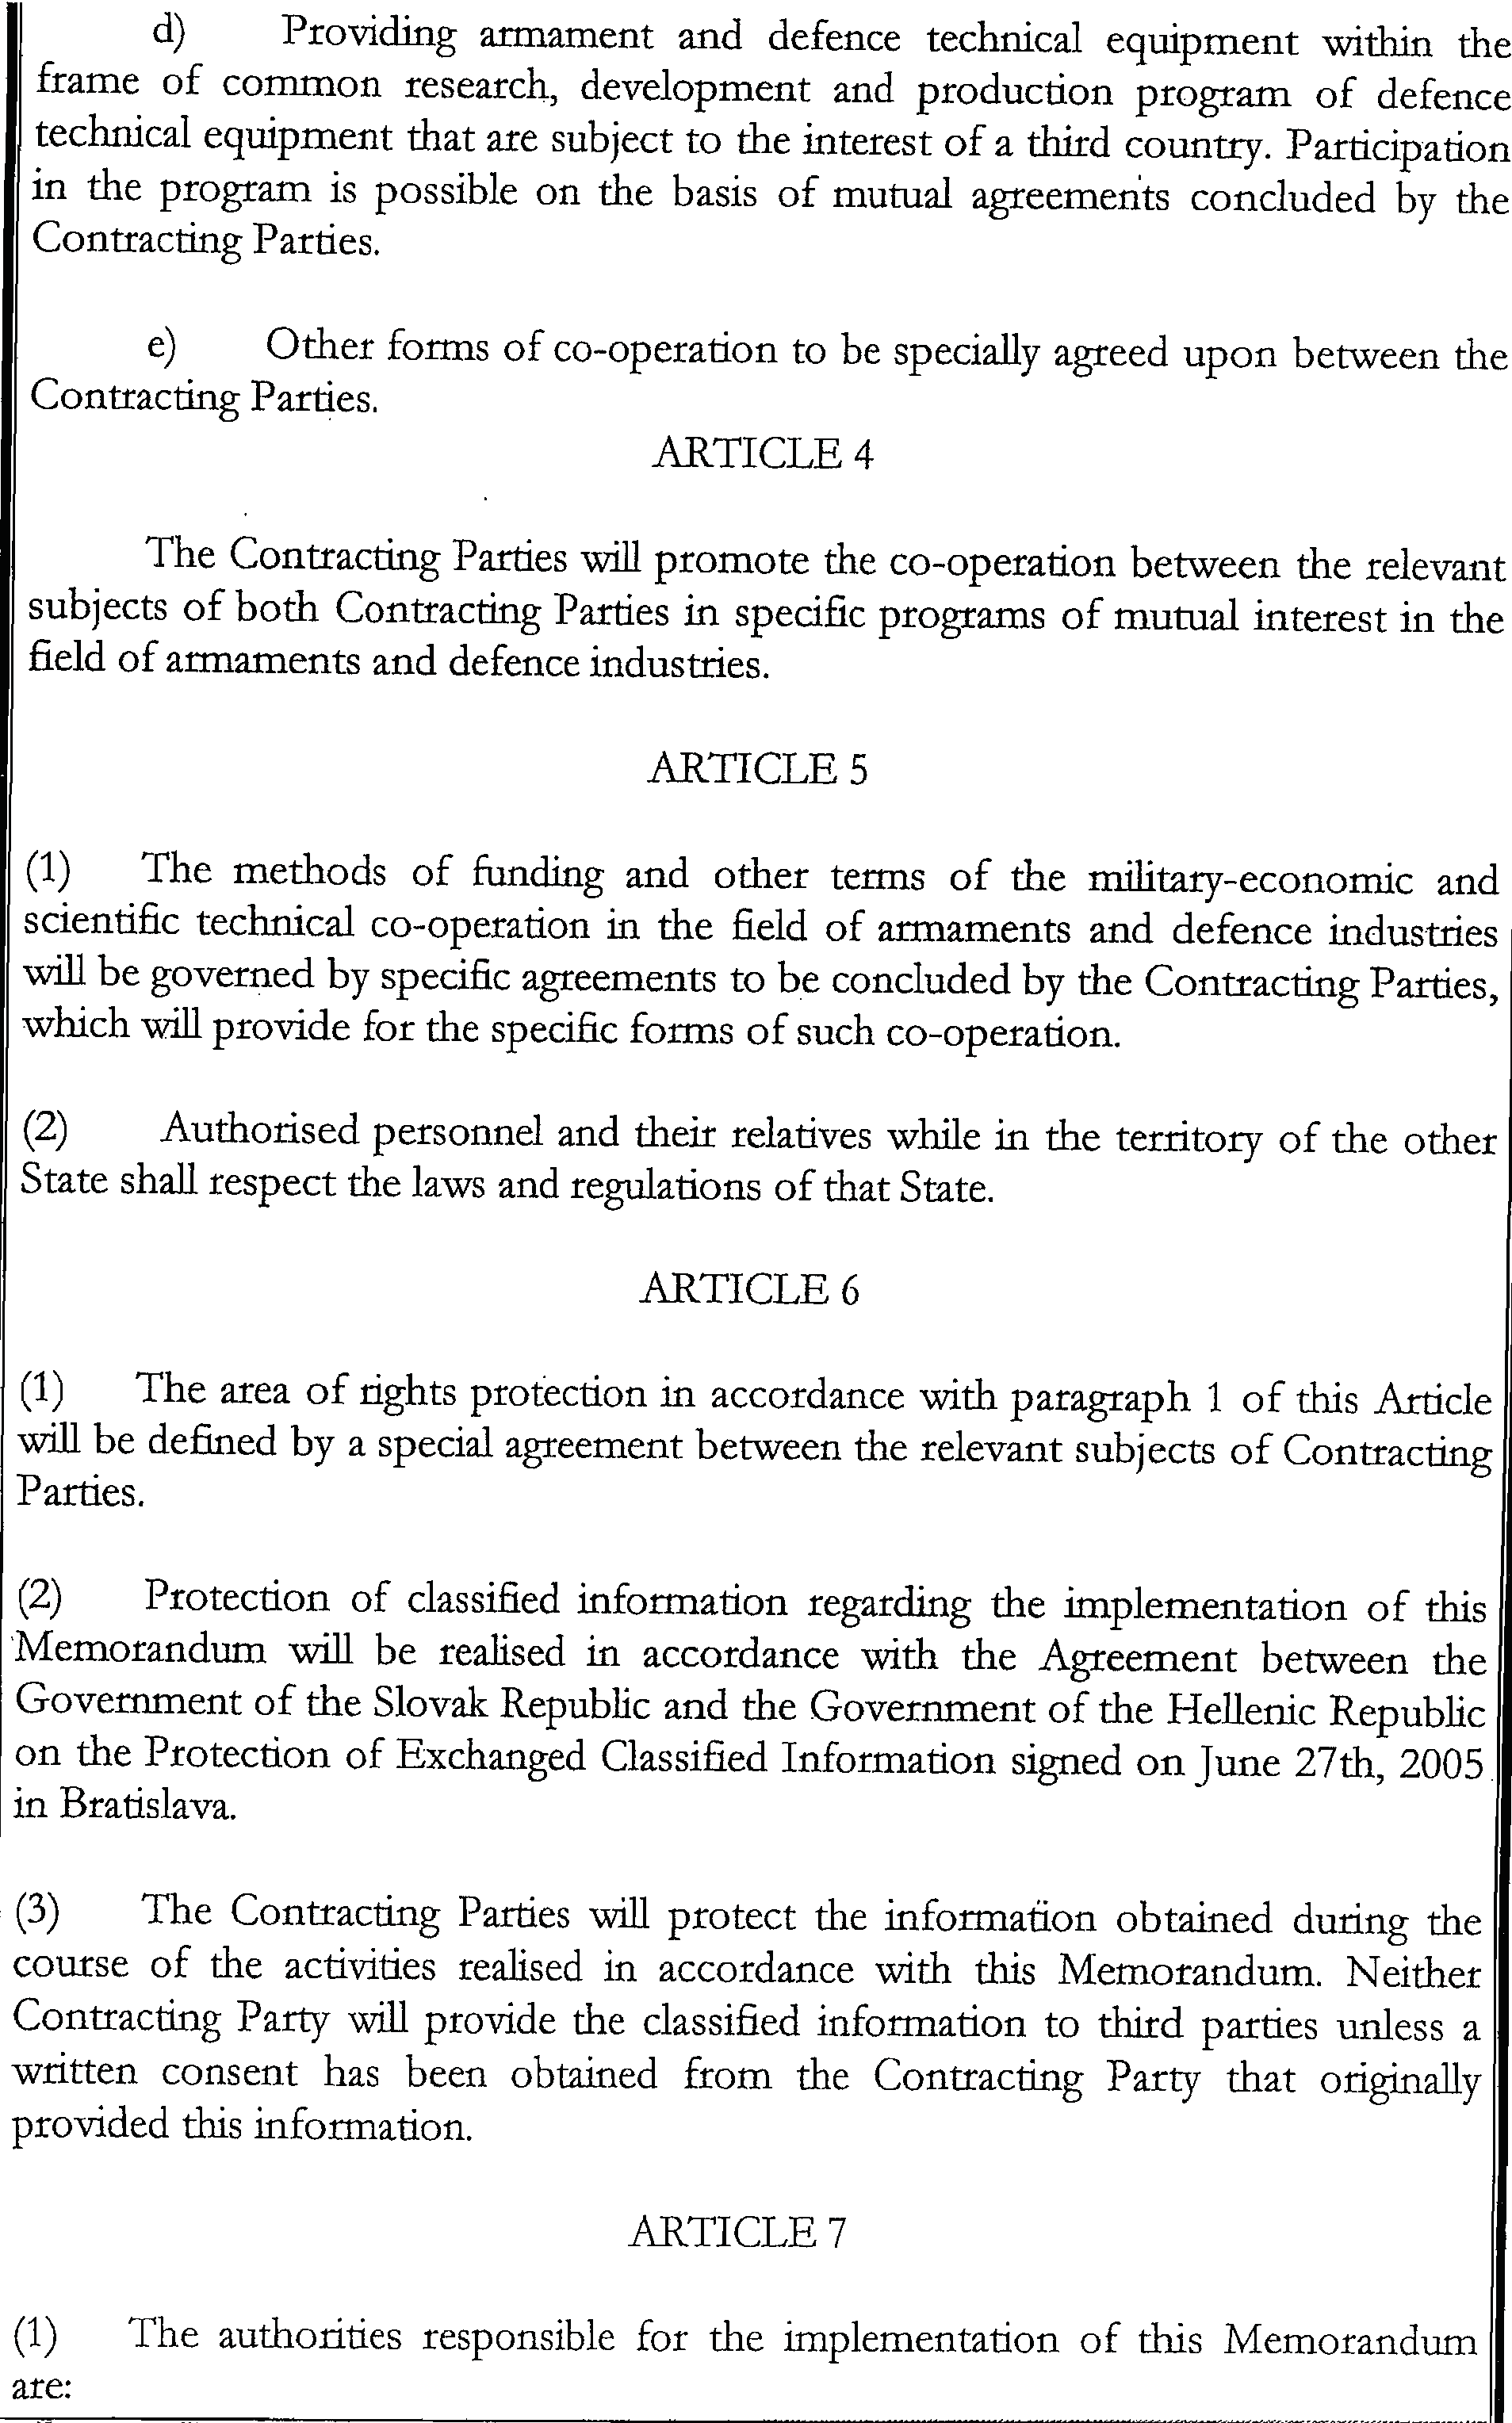 d) Providing armament and defence technical equipment within the
frame of common research, development and production program of defence
technical equipment that are subject to the interest of a third country. Participation
in the program is possible on the basis of mutual agreements concluded by the
Contracting Parties.
e) Other forms of co-operation to be specially agreed upon between the
Contracting Parties.
ARTICLE 4
The Contracting Parties will promote the co-operation between the relevant
subjects of both Contracting Parties in specific programs of mutual interest in the
field of armaments and defence industries.
ARTICLE 5
(1) The methods of funding and other terms of the military-economic and
scientific technical co-operation in the field of armaments and defence industries
will be governed by specific agreements to be concluded by the Contracting Parties,
which will provide for the specific forms of such co-operation.
(2) Authorised personnel and their relatives while in the territory of the other
State shall respect the laws and regulations of that State.
ARTICLE 6
(1) The area of rights protection in accordance with paragraph 1 of this Article
will be defined by a special agreement between the relevant subjects of Contracting
Parties.
(2) Protection of classified information regarding the implementation of this
Memorandum will be realised in accordance with the Agreement between the
Government of the Slovak Republic and the Government of the Hellenic Republic
on the Protection of Exchanged Classified Information signed on June 27th, 2005
in Bratislava.
(3) The Contracting Parties will protect the information obtained during the
course of the activities realised in accordance with this Memorandum. Neither
Contracting Party will provide the classified information to third parties unless a
written consent has been obtained from the Contracting Party that originally
provided this information.
ARTICLE 7
(1) The authorities responsible for the implementation of this Memorandum
are: